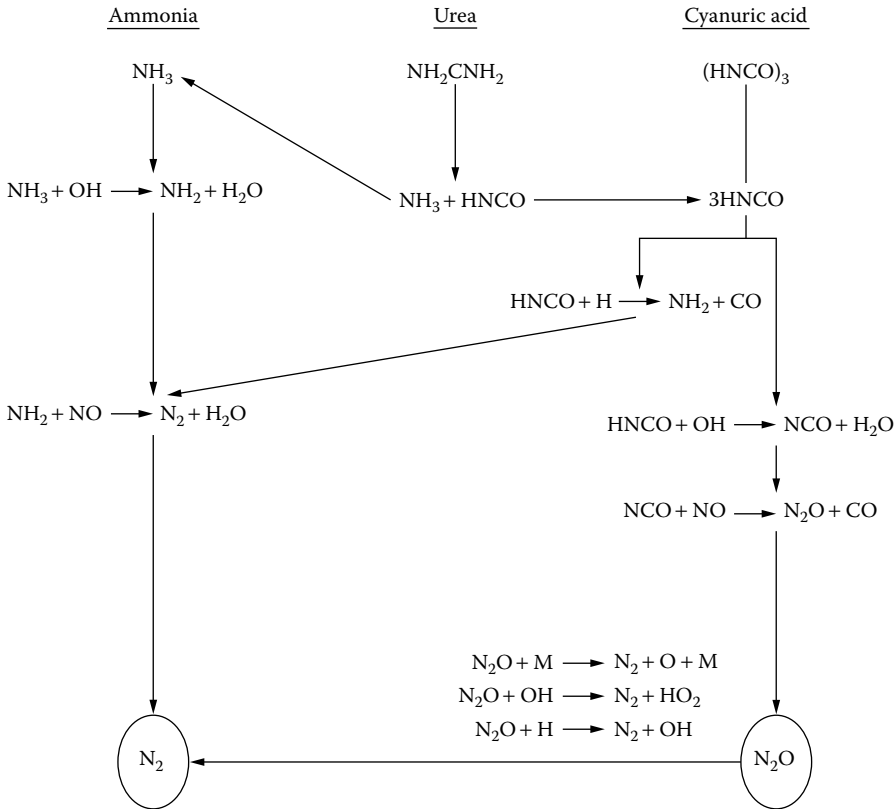 Ammonia Urea Cyanuric acid
NH₃ NH₂CNH₂ (HNCO)₃
NH₃ + OH → NH₂ + H₂O NH₃ + HNCO → 3HNCO
HNCO + H → NH₂ + CO
NH₂ + NO → N₂ + H₂O HNCO + OH → NCO + H₂O
NCO + NO → N₂O + CO
N₂O + M → N₂ + O + M
N₂O + OH → N₂ + HO₂
N₂O + H → N₂ + OH
N₂ N₂O